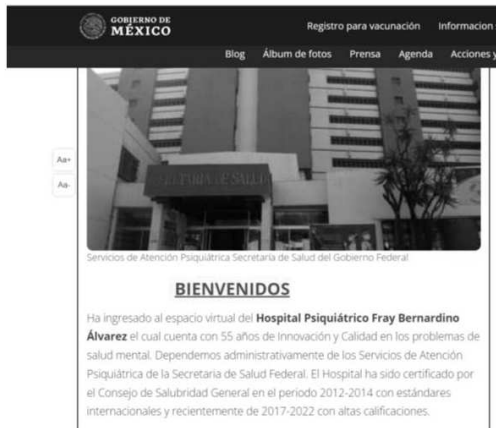 GOBIERNO DE
MÉXICO
Registro para vacunación Informacion
Blog Álbum de fotos Prensa Agenda Acciones y
Aa+
Aa-
SECRETARIA DE SALUD
Servicios de Atención Psiquiátrica Secretaría de Salud del Gobierno Federal
BIENVENIDOS
Ha ingresado al espacio virtual del Hospital Psiquiátrico Fray Bernardino
Álvarez el cual cuenta con 55 años de Innovación y Calidad en los problemas de
salud mental. Dependemos administrativamente de los Servicios de Atención
Psiquiátrica de la Secretaria de Salud Federal. El Hospital ha sido certificado por
el Consejo de Salubridad General en el periodo 2012-2014 con estándares
internacionales y recientemente de 2017-2022 con altas calificaciones.